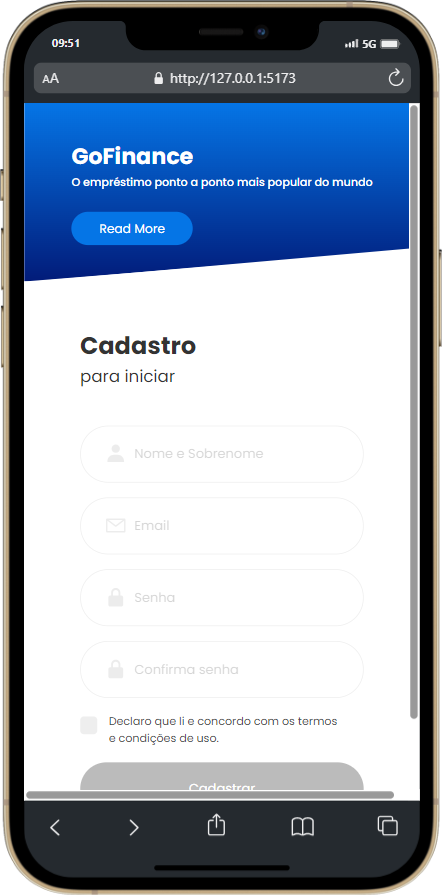 09:51
5G
AA
http://127.0.0.1:5173
GoFinance
O empréstimo ponto a ponto mais popular do mundo
Read More
Cadastro
para iniciar
Nome e Sobrenome
Email
Senha
Confirma senha
Declaro que li e concordo com os termos
e condições de uso.
Cadastrar